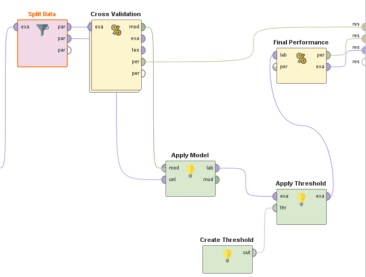 Split Data
exa
par
par
par
Cross Validation
exa
mod
exa
tes
per
per
Final Performance
lab
per
per
exa
res
res
res
res
Apply Model
mod
unl
lab
mod
Apply Threshold
exa
thr
exa
Create Threshold
out